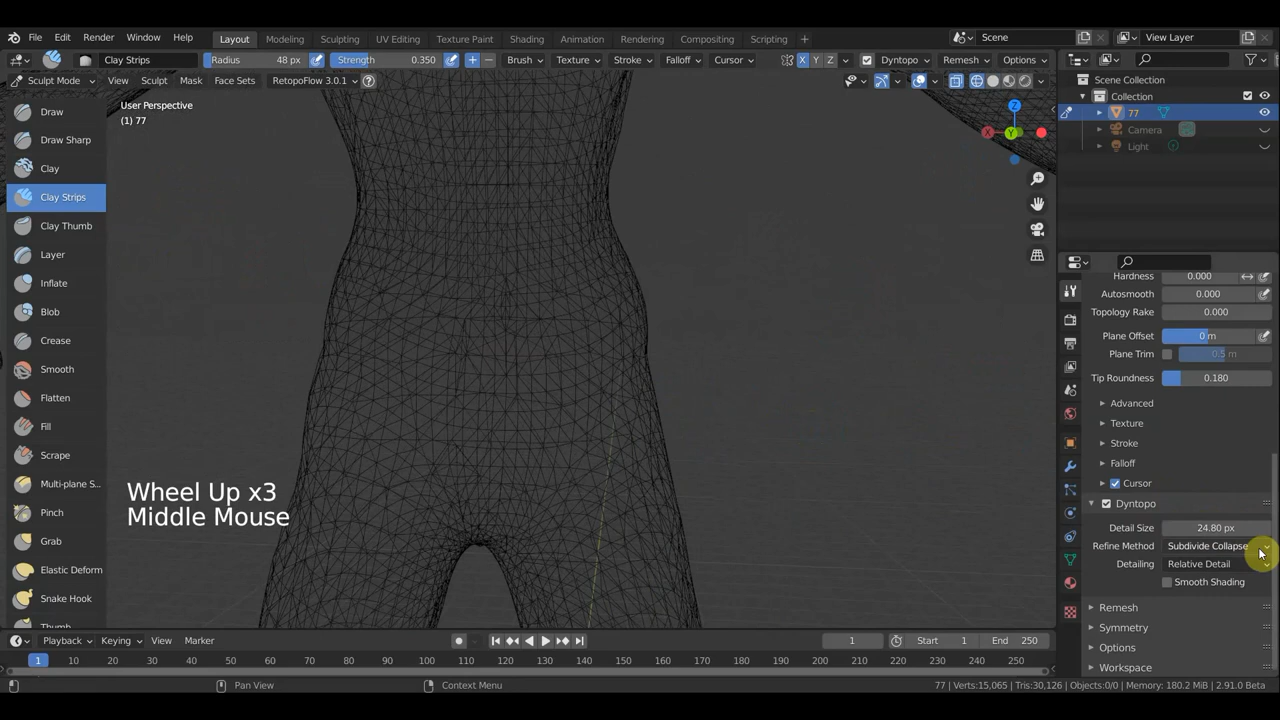 File Edit Render Window Help Layout Modeling Sculpting UV Editing Texture Paint Shading Animation Rendering Compositing Scripting + Scene View Layer
Clay Strips Radius 48 px Strength 0.350 + − Brush Texture Stroke Falloff Cursor X Y Z Dyntopo Remesh Options
Sculpt Mode View Sculpt Mask Face Sets RetopoFlow 3.0.1
User Perspective
(1) 77
Draw
Draw Sharp
Clay
Clay Strips
Clay Thumb
Layer
Inflate
Blob
Crease
Smooth
Flatten
Fill
Scrape
Multi-plane S...
Pinch
Grab
Elastic Deform
Snake Hook
Thumb
Z
X
Y
Wheel Up x3
Middle Mouse
Scene Collection
Collection
77
Camera
Light
Hardness 0.000
Autosmooth 0.000
Topology Rake 0.000
Plane Offset 0 m
Plane Trim 0.5 m
Tip Roundness 0.180
Advanced
Texture
Stroke
Falloff
Cursor
Dyntopo
Detail Size 24.80 px
Refine Method Subdivide Collapse
Detailing Relative Detail
Smooth Shading
Remesh
Symmetry
Options
Workspace
Playback Keying View Marker 1 Start 1 End 250
1 10 20 30 40 50 60 70 80 90 100 110 120 130 140 150 160 170 180 190 200 210 220 230 240 250
Pan View Context Menu 77 | Verts:15,065 | Tris:30,126 | Objects:0/0 | Memory: 180.2 MiB | 2.91.0 Beta